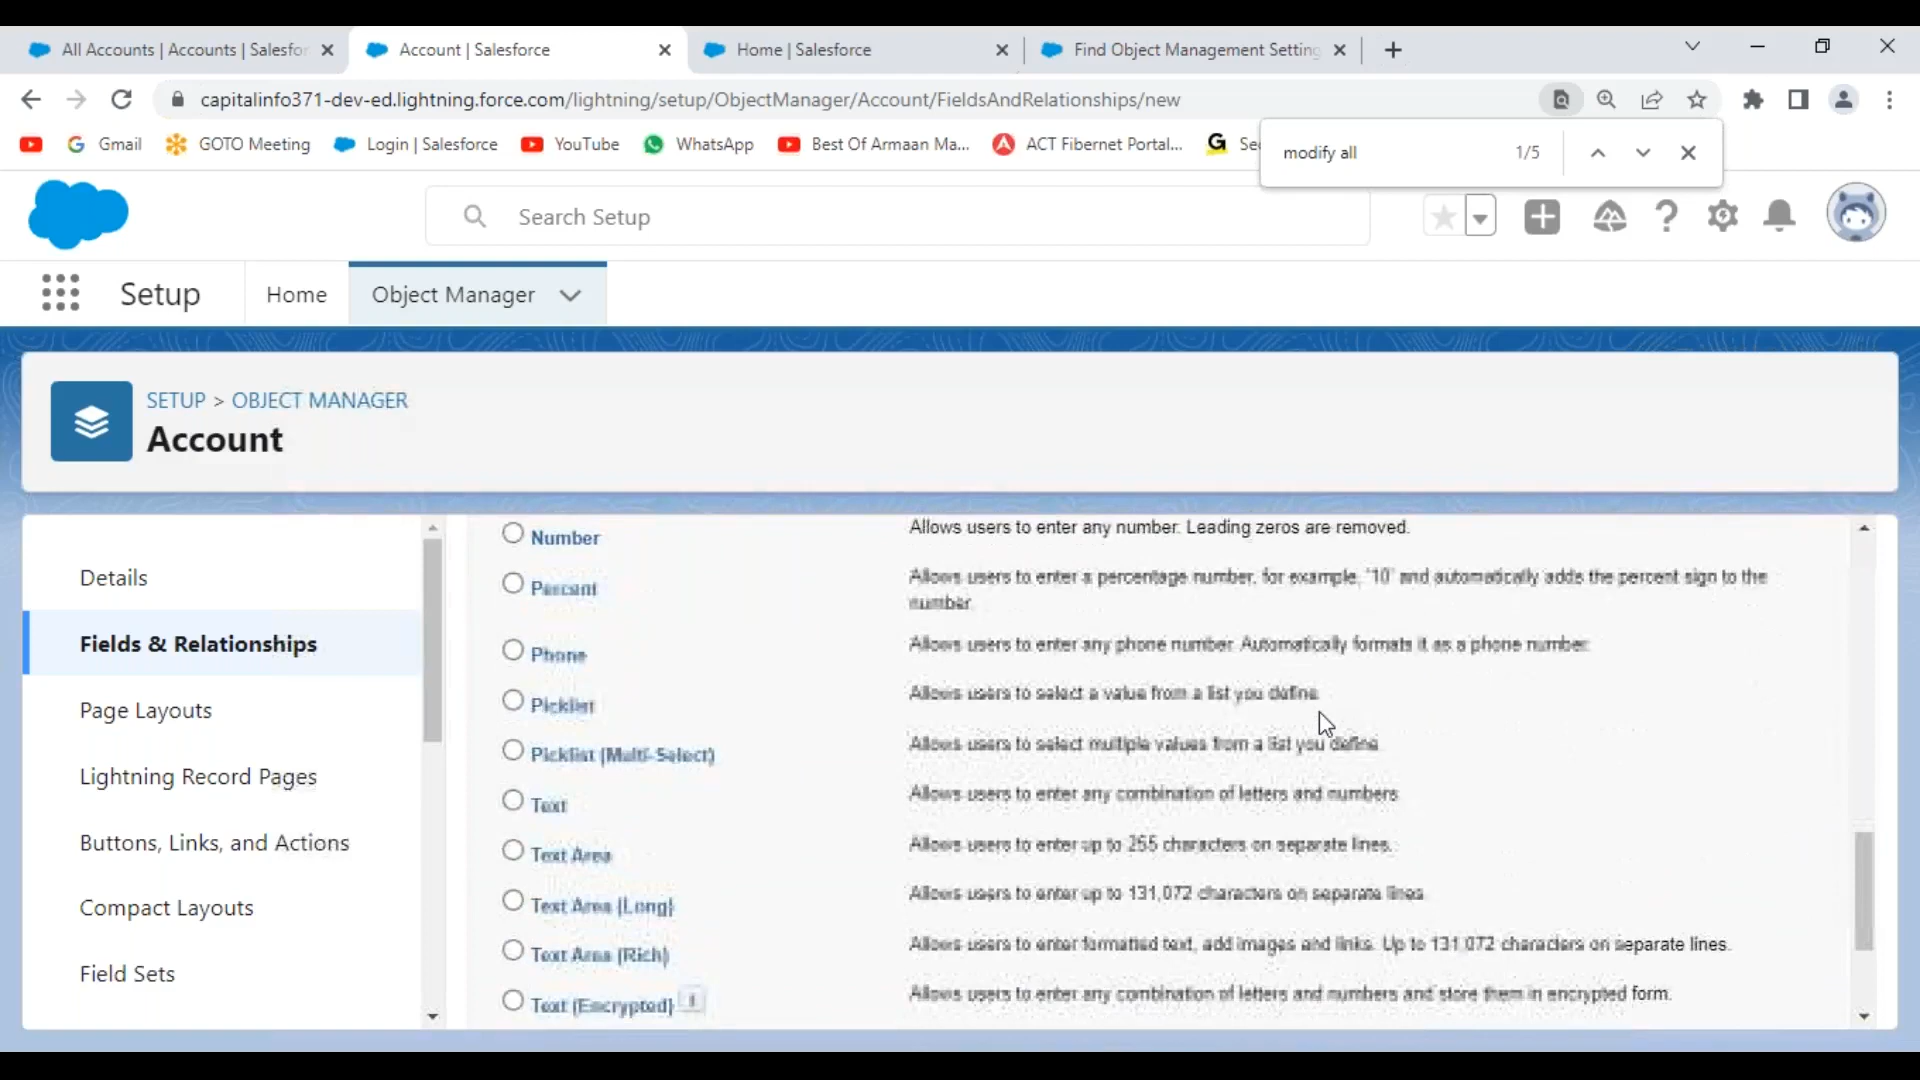 All Accounts | Accounts | Salesfor
Account | Salesforce
Home | Salesforce
Find Object Management Setting
capitalinfo371-dev-ed.lightning.force.com/lightning/setup/ObjectManager/Account/FieldsAndRelationships/new
Gmail
GOTO Meeting
Login | Salesforce
YouTube
WhatsApp
Best Of Armaan Ma...
ACT Fibernet Portal...
G
Se
modify all
1/5
Search Setup
Setup
Home
Object Manager
SETUP > OBJECT MANAGER
Account
Details
Fields & Relationships
Page Layouts
Lightning Record Pages
Buttons, Links, and Actions
Compact Layouts
Field Sets
Number
Allows users to enter any number. Leading zeros are removed.
Percent
Allows users to enter a percentage number, for example, '10' and automatically adds the percent sign to the
number.
Phone
Allows users to enter any phone number. Automatically formats it as a phone number.
Picklist
Allows users to select a value from a list you define.
Picklist (Multi-Select)
Allows users to select multiple values from a list you define.
Text
Allows users to enter any combination of letters and numbers.
Text Area
Allows users to enter up to 255 characters on separate lines.
Text Area (Long)
Allows users to enter up to 131,072 characters on separate lines.
Text Area (Rich)
Allows users to enter formatted text, add images and links. Up to 131,072 characters on separate lines.
Text (Encrypted) i
Allows users to enter any combination of letters and numbers and store them in encrypted form.